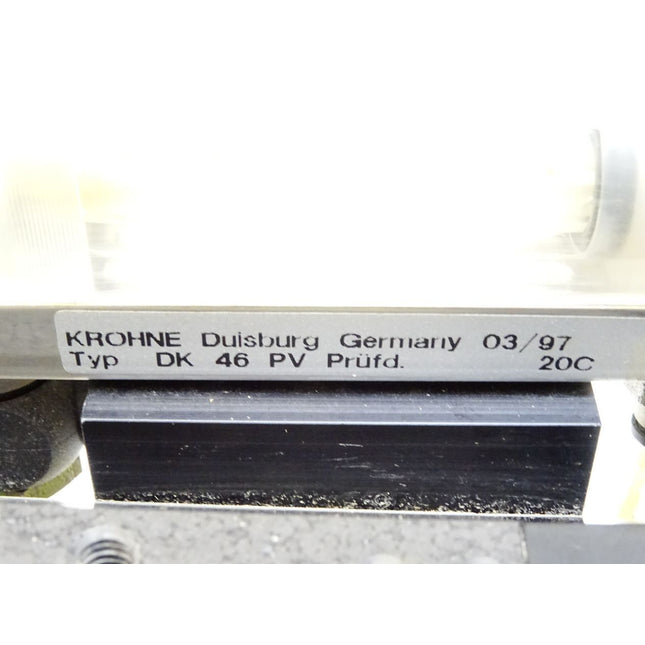 KROHNE Duisburg Germany 03/97
Typ DK 46 PV Prüfd. 20C